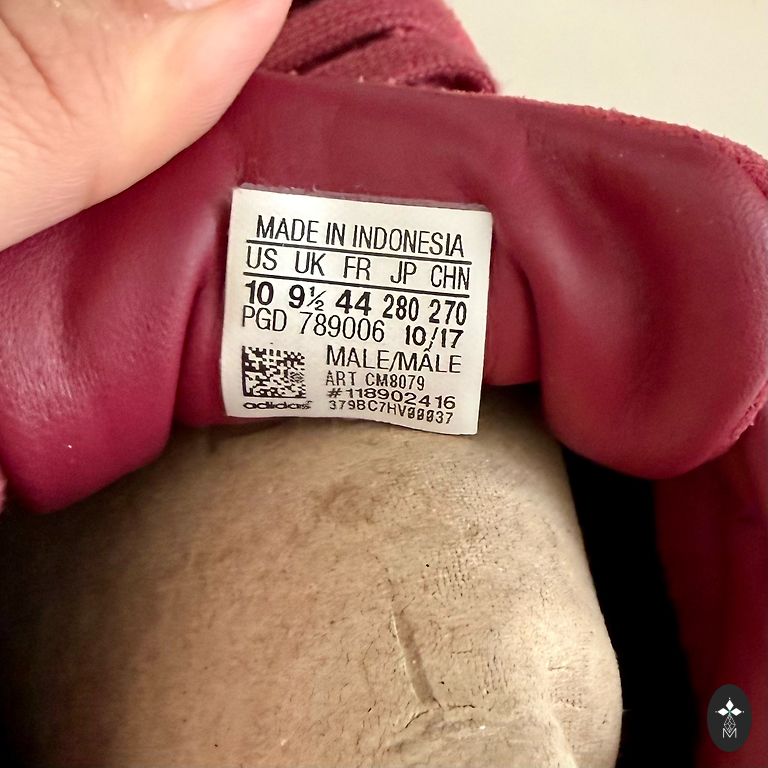 MADE IN INDONESIA
US UK FR JP CHN
10 9½ 44 280 270
PGD 789006 10/17
MALE/MÂLE
ART CM8079
#118902416
adidas 379BC7HV00037
M